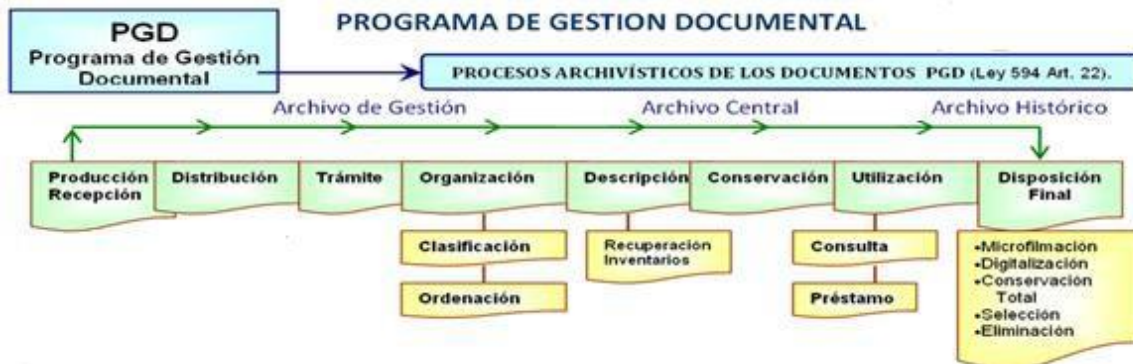 PROGRAMA DE GESTION DOCUMENTAL
PGD
Programa de Gestión
Documental
PROCESOS ARCHIVÍSTICOS DE LOS DOCUMENTOS PGD (Ley 594 Art. 22).
Archivo de Gestión
Archivo Central
Archivo Histórico
Producción
Recepción
Distribución
Trámite
Organización
Descripción
Conservación
Utilización
Disposición
Final
Clasificación
Ordenación
Recuperación
Inventarios
Consulta
Préstamo
•Microfilmación
•Digitalización
•Conservación
Total
•Selección
•Eliminación